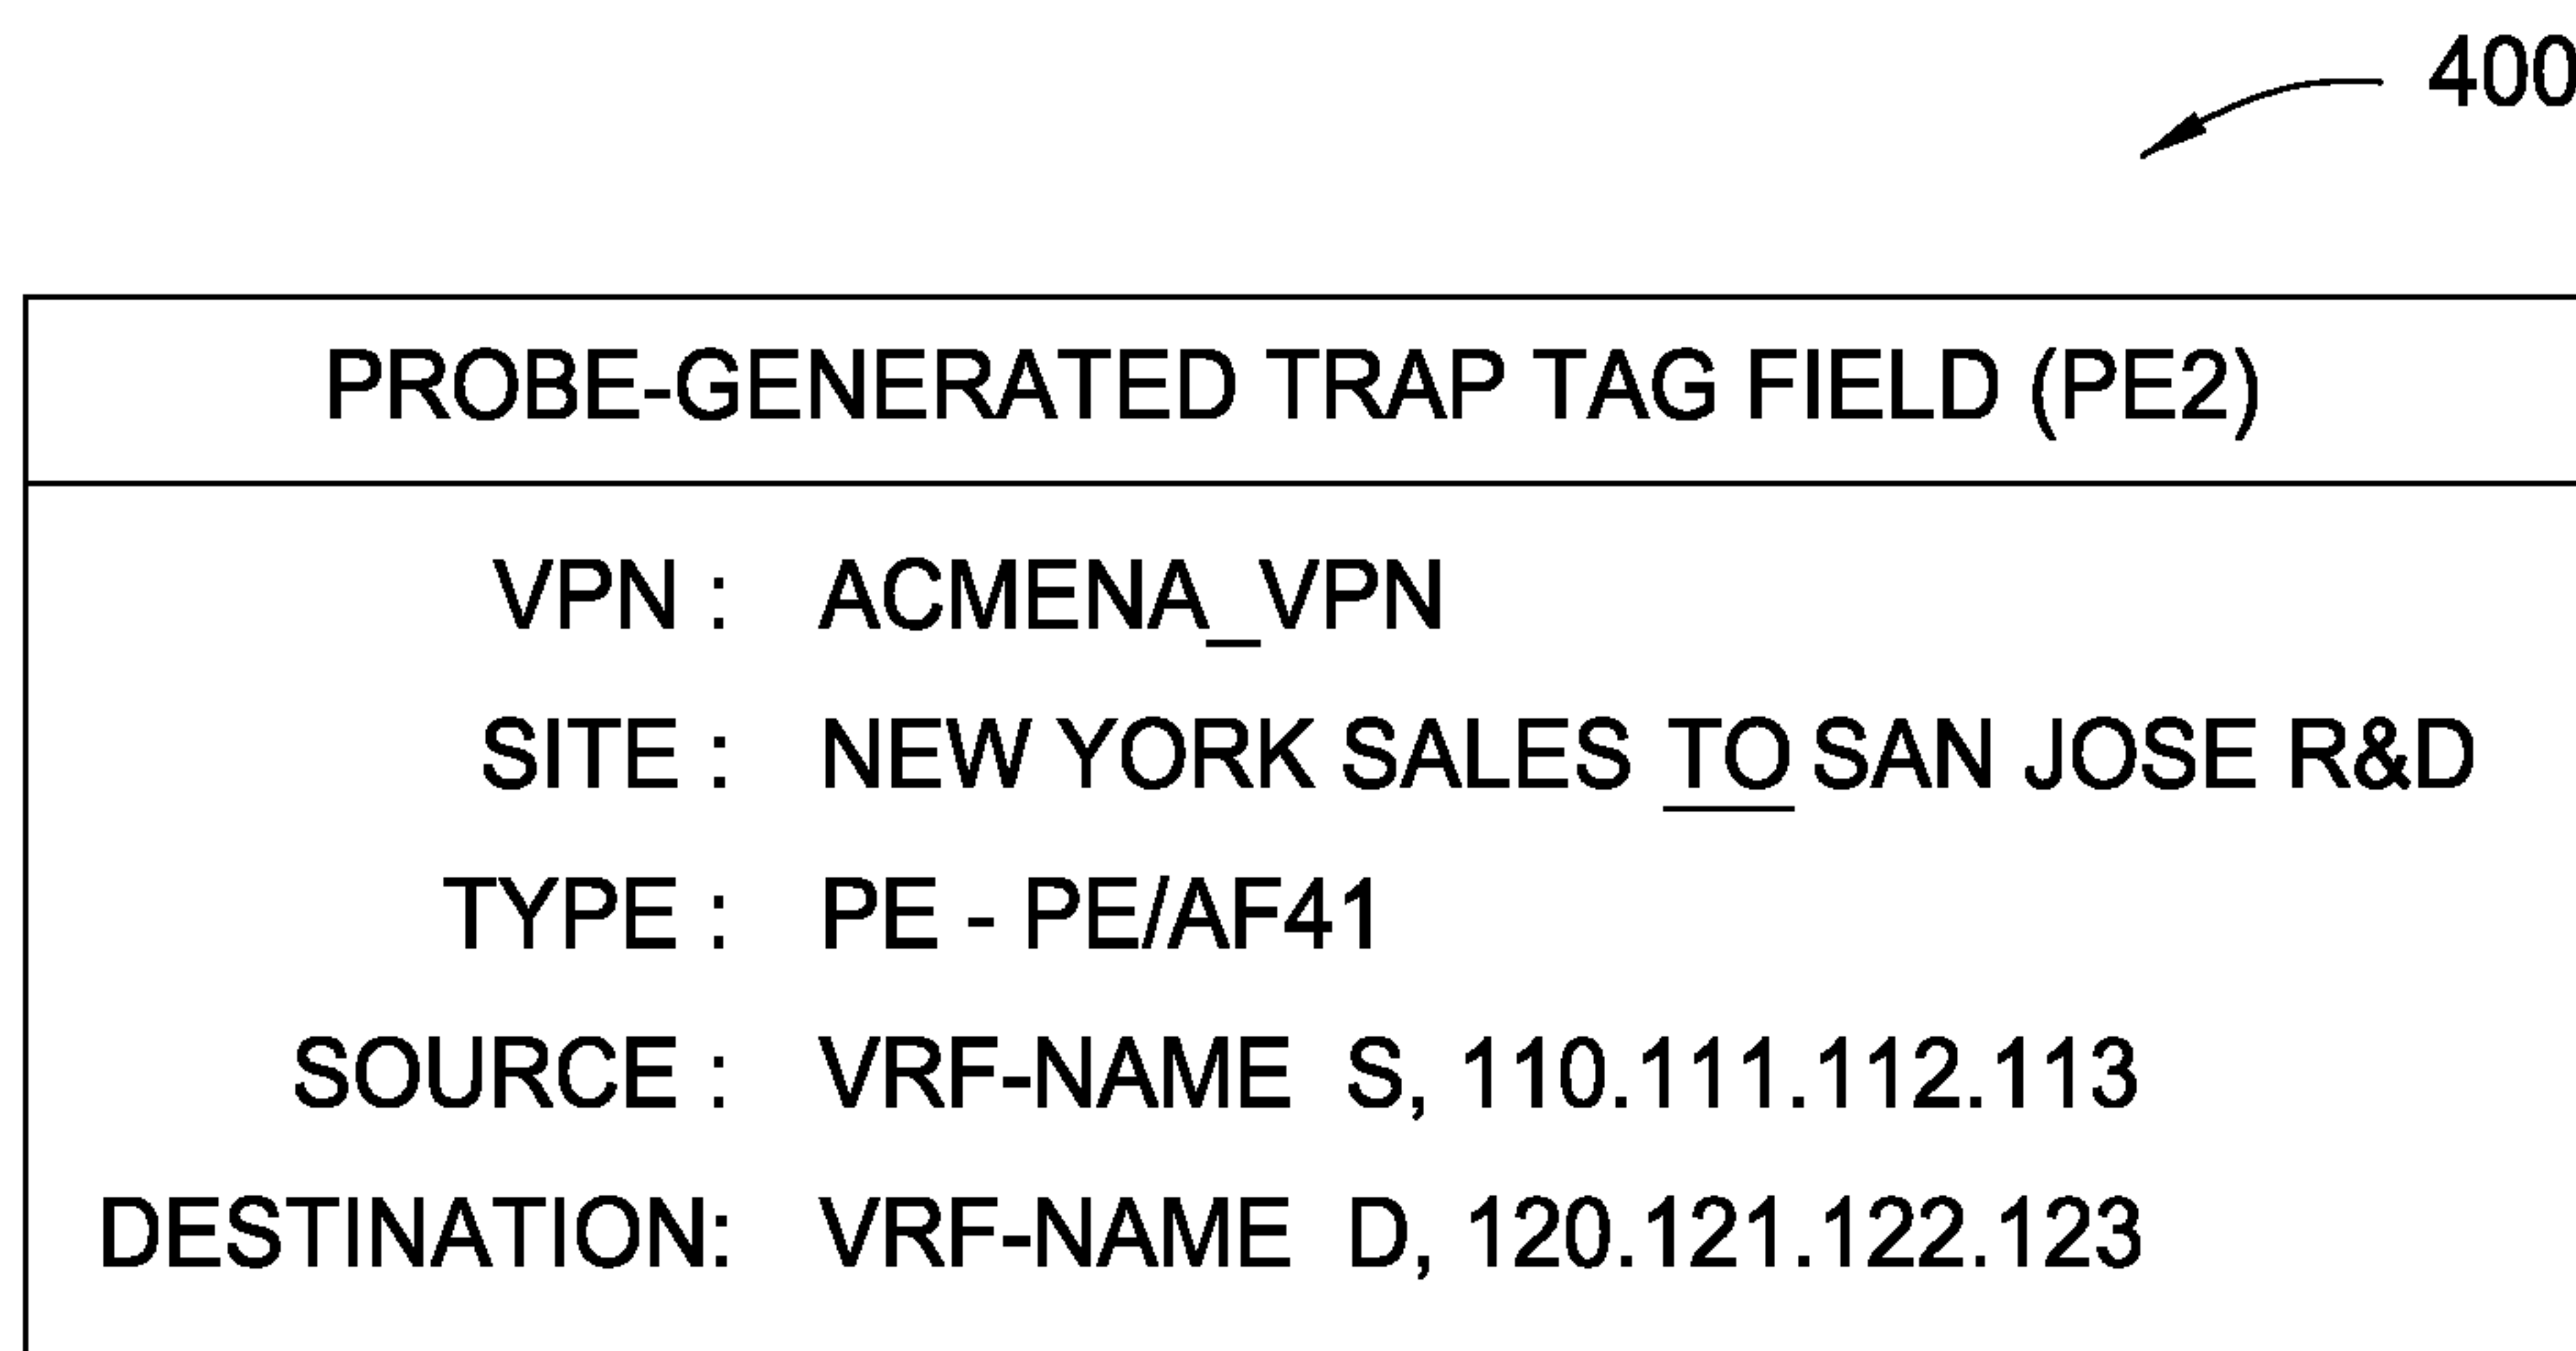 400
PROBE-GENERATED TRAP TAG FIELD (PE2)
VPN : ACMENA_VPN
SITE : NEW YORK SALES TO SAN JOSE R&D
TYPE : PE - PE/AF41
SOURCE : VRF-NAME S, 110.111.112.113
DESTINATION: VRF-NAME D, 120.121.122.123